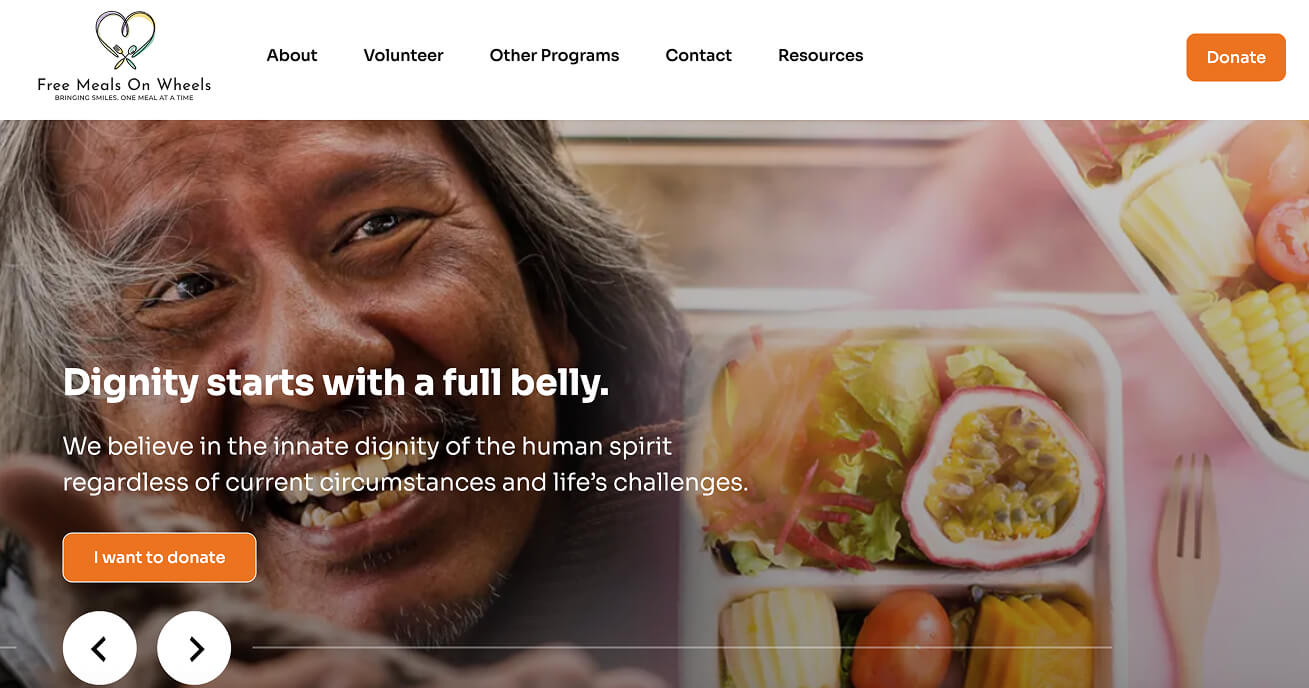 Free Meals On Wheels
BRINGING SMILES. ONE MEAL AT A TIME
About
Volunteer
Other Programs
Contact
Resources
Donate
Dignity starts with a full belly.
We believe in the innate dignity of the human spirit
regardless of current circumstances and life’s challenges.
I want to donate